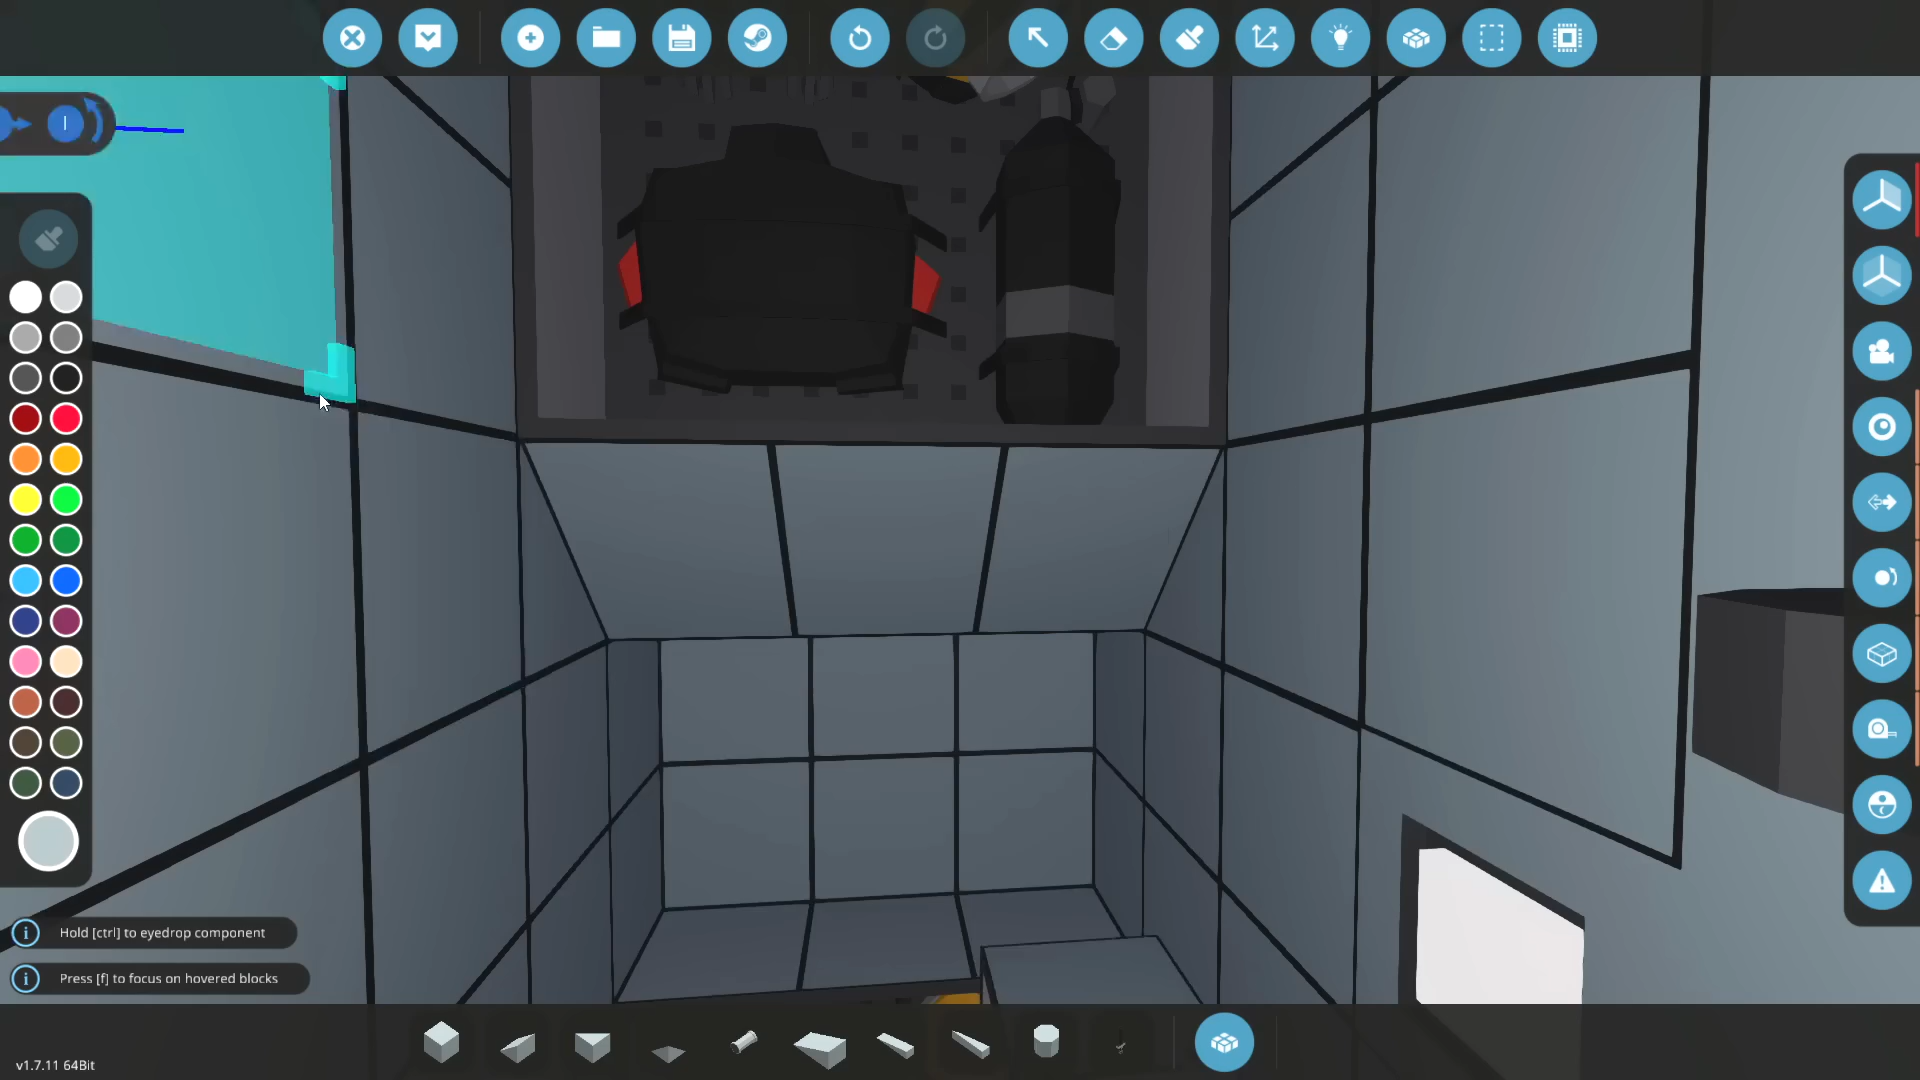 Hold [ctrl] to eyedrop component
Press [f] to focus on hovered blocks
v1.7.11 64Bit